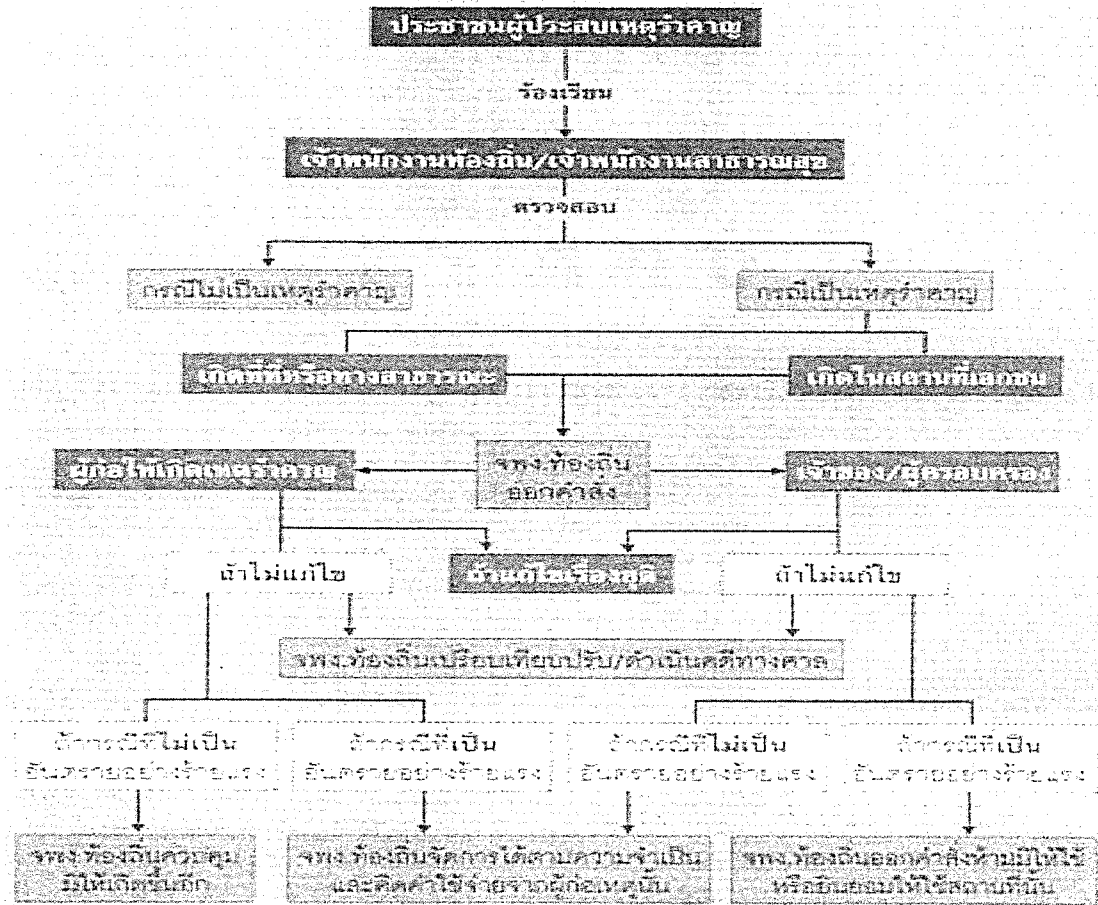 ประชาชนผู้ประสบเหตุรำคาญ
ร้องเรียน
เจ้าพนักงานท้องถิ่น/เจ้าพนักงานสาธารณสุข
ตรวจสอบ
กรณีไม่เป็นเหตุรำคาญ
กรณีเป็นเหตุรำคาญ
เกิดที่ที่หรือทางสาธารณะ
เกิดในสถานที่เอกชน
ผู้ก่อให้เกิดเหตุรำคาญ
จพง.ท้องถิ่น
ออกคำสั่ง
เจ้าของ/ผู้ครอบครอง
ถ้าไม่แก้ไข
ถ้าแก้ไขเรื่องยุติ
ถ้าไม่แก้ไข
จพง.ท้องถิ่นเปรียบเทียบปรับ/ดำเนินคดีทางศาล
ถ้ากรณีที่ไม่เป็น
อันตรายอย่างร้ายแรง
ถ้ากรณีที่เป็น
อันตรายอย่างร้ายแรง
ถ้ากรณีที่ไม่เป็น
อันตรายอย่างร้ายแรง
ถ้ากรณีที่เป็น
อันตรายอย่างร้ายแรง
จพง.ท้องถิ่นควบคุม
มิให้เกิดขึ้นอีก
จพง.ท้องถิ่นจัดการได้ตามความจำเป็น
และคิดค่าใช้จ่ายจากผู้ก่อเหตุนั้น
จพง.ท้องถิ่นออกคำสั่งห้ามมิให้ใช้
หรือยินยอมให้ใช้สถานที่นั้น